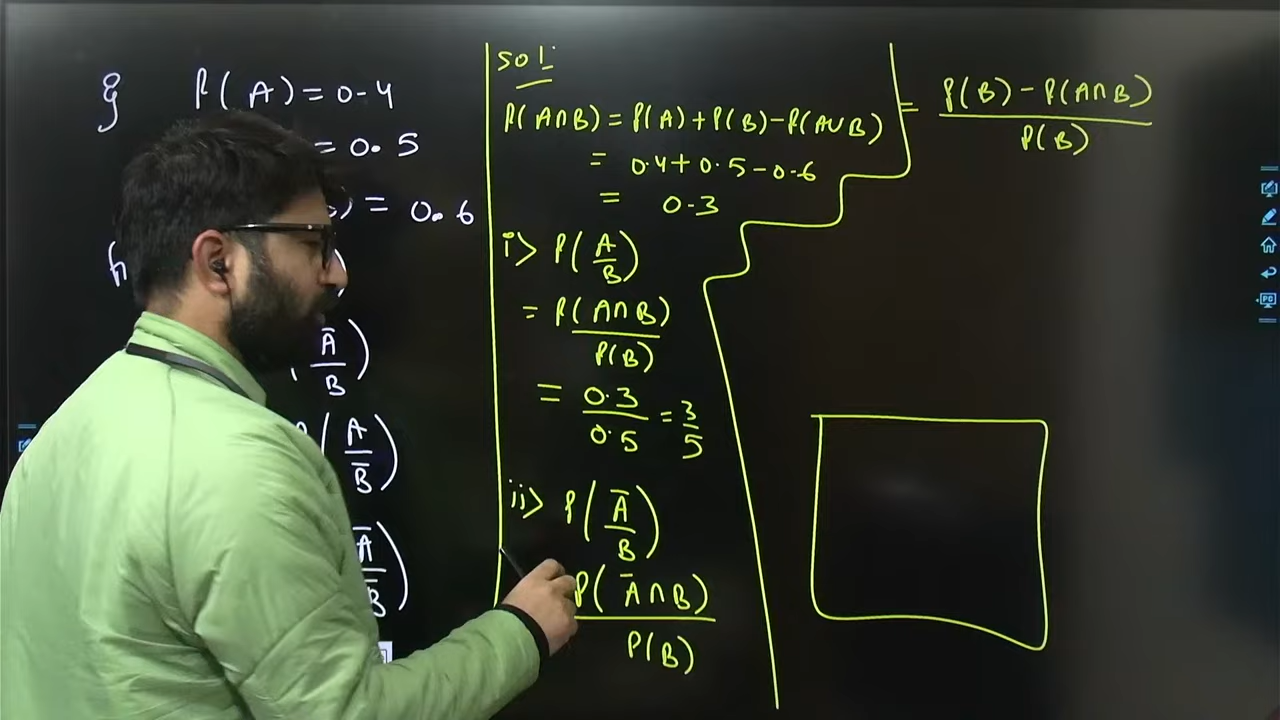 P(A) = 0.4
= 0.5
) = 0.6
Ā/B)
(A/B̄)
Ā/B̄)
Sol:
P(A∩B) = P(A) + P(B) - P(A∪B)
= 0.4 + 0.5 - 0.6
= 0.3
i> P(A/B)
= P(A∩B)/P(B)
= 0.3/0.5 = 3/5
ii> P(Ā/B)
P(Ā∩B)/P(B)
= P(B) - P(A∩B)/P(B)